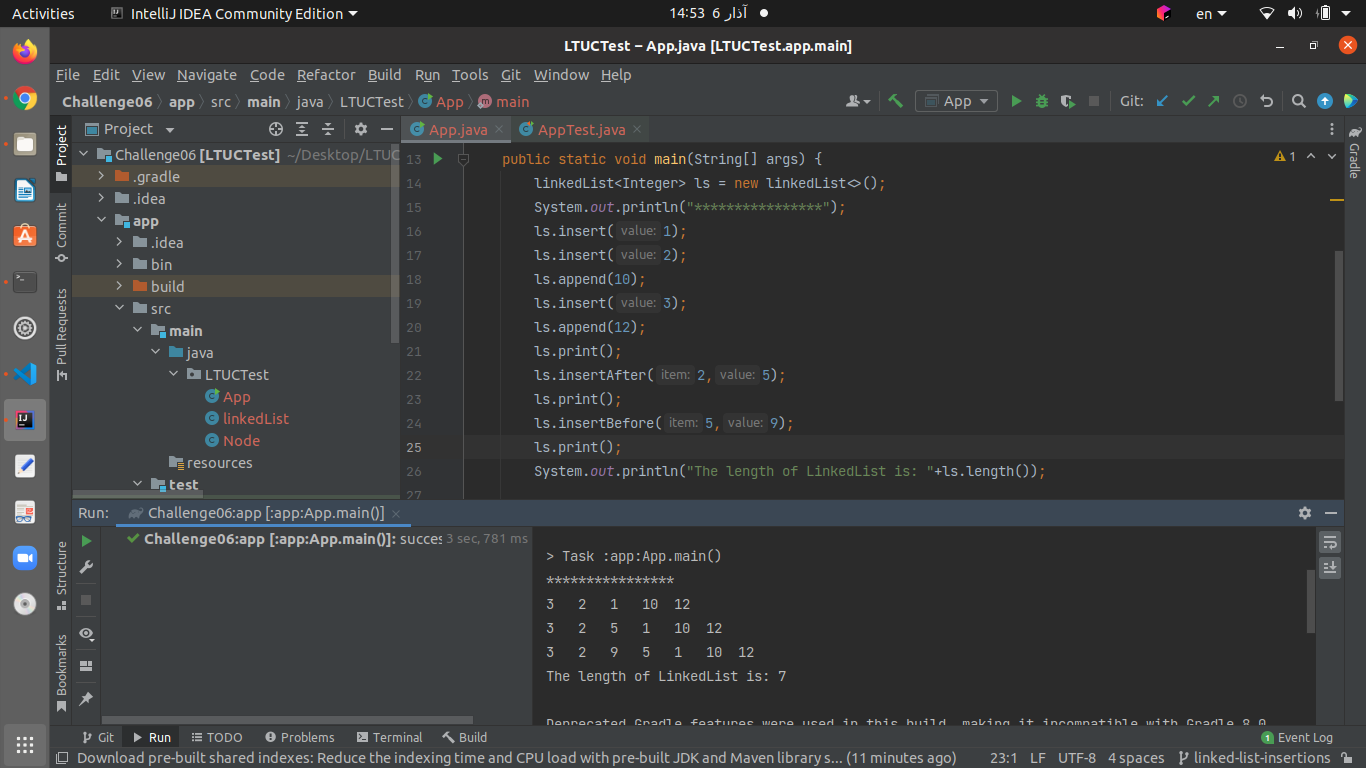 Activities IntelliJ IDEA Community Edition 14:53 6 آذار en
LTUCTest – App.java [LTUCTest.app.main]
File Edit View Navigate Code Refactor Build Run Tools Git Window Help
Challenge06 app src main java LTUCTest App main App Git:
Project
App.java AppTest.java
Challenge06 [LTUCTest] ~/Desktop/LTUC
.gradle
.idea
app
.idea
bin
build
src
main
java
LTUCTest
App
linkedList
Node
resources
test
Project
Commit
Pull Requests
Structure
Bookmarks
Gradle
1
13 public static void main(String[] args) {
14 linkedList<Integer> ls = new linkedList<>();
15 System.out.println("****************");
16 ls.insert( value: 1);
17 ls.insert( value: 2);
18 ls.append(10);
19 ls.insert( value: 3);
20 ls.append(12);
21 ls.print();
22 ls.insertAfter( item: 2, value: 5);
23 ls.print();
24 ls.insertBefore( item: 5, value: 9);
25 ls.print();
26 System.out.println("The length of LinkedList is: "+ls.length());
27
Run: Challenge06:app [:app:App.main()]
Challenge06:app [:app:App.main()]: succes 3 sec, 781 ms
> Task :app:App.main()
****************
3 2 1 10 12
3 2 5 1 10 12
3 2 9 5 1 10 12
The length of LinkedList is: 7
Deprecated Gradle features were used in this build, making it incompatible with Gradle 8.0
Git Run TODO Problems Terminal Build 1 Event Log
Download pre-built shared indexes: Reduce the indexing time and CPU load with pre-built JDK and Maven library s... (11 minutes ago) 23:1 LF UTF-8 4 spaces linked-list-insertions